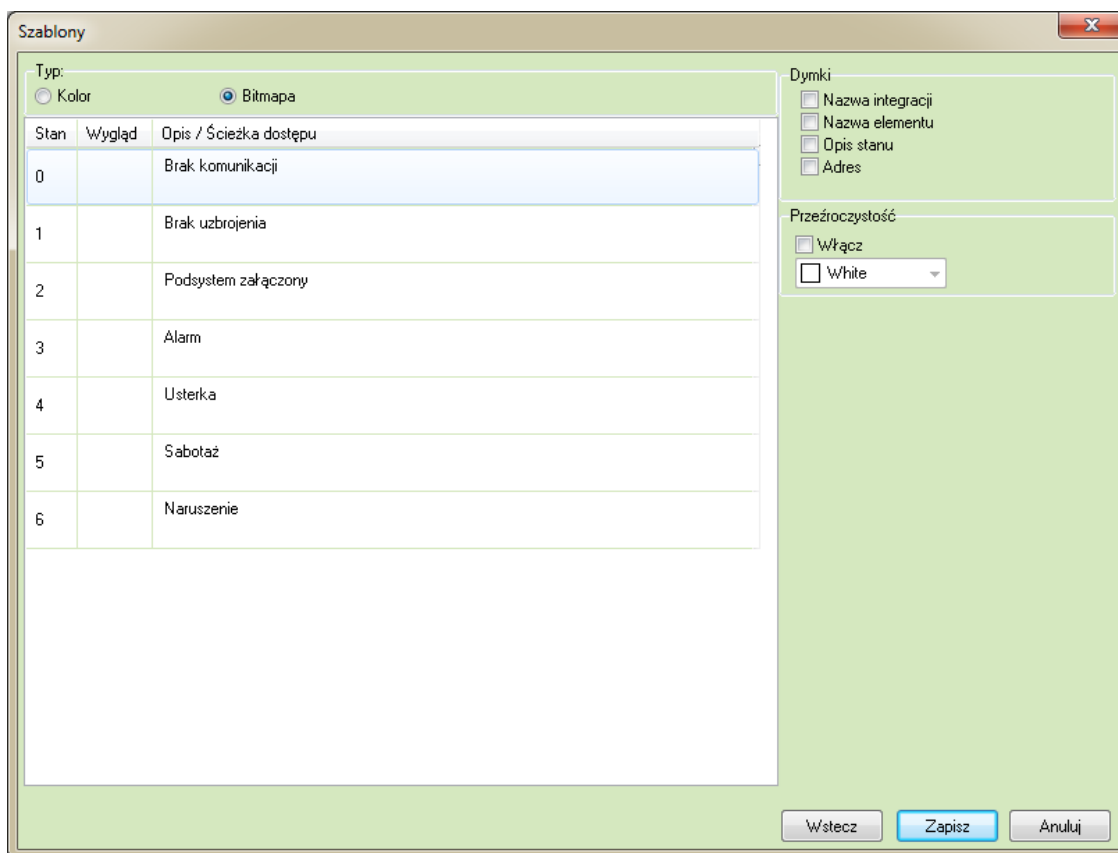 Szablony
Typ:
Kolor Bitmapa
Stan Wygląd Opis / Ścieżka dostępu
0 Brak komunikacji
1 Brak uzbrojenia
2 Podsystem załączony
3 Alarm
4 Usterka
5 Sabotaż
6 Naruszenie
Dymki
Nazwa integracji
Nazwa elementu
Opis stanu
Adres
Przeźroczystość
Włącz
White
Wstecz Zapisz Anuluj